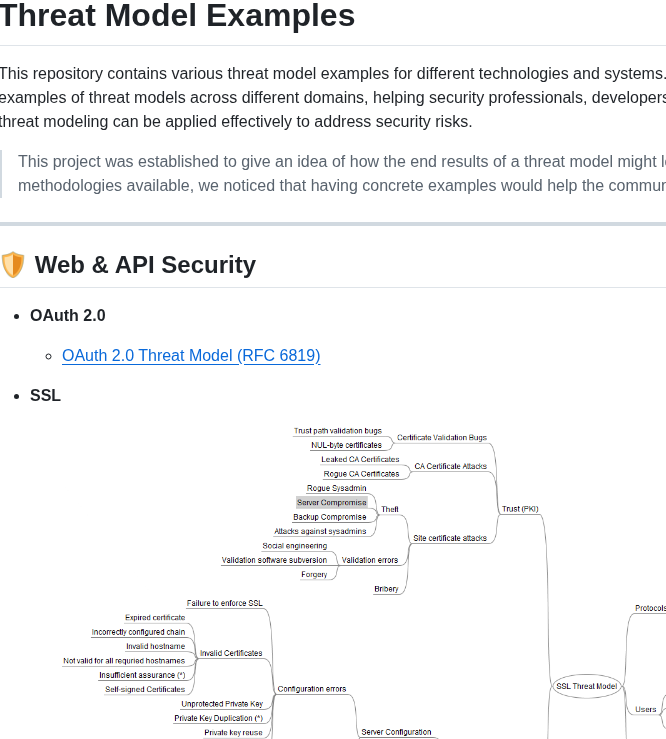 Threat Model Examples
This repository contains various threat model examples for different technologies and systems.
examples of threat models across different domains, helping security professionals, developers
threat modeling can be applied effectively to address security risks.
This project was established to give an idea of how the end results of a threat model might l
methodologies available, we noticed that having concrete examples would help the commu
Web & API Security
OAuth 2.0
OAuth 2.0 Threat Model (RFC 6819)
SSL
Trust path validation bugs
NUL-byte certificates
Certificate Validation Bugs
Leaked CA Certificates
Rogue CA Certificates
CA Certificate Attacks
Rogue Sysadmin
Server Compromise
Backup Compromise
Attacks against sysadmins
Theft
Trust (PKI)
Social engineering
Validation software subversion
Forgery
Validation errors
Site certificate attacks
Bribery
Failure to enforce SSL
Expired certificate
Incorrectly configured chain
Invalid hostname
Not valid for all requried hostnames
Insufficient assurance (*)
Self-signed Certificates
Invalid Certificates
Configuration errors
Unprotected Private Key
Private Key Duplication (*)
Private key reuse
Server Configuration
SSL Threat Model
Protocols
Users